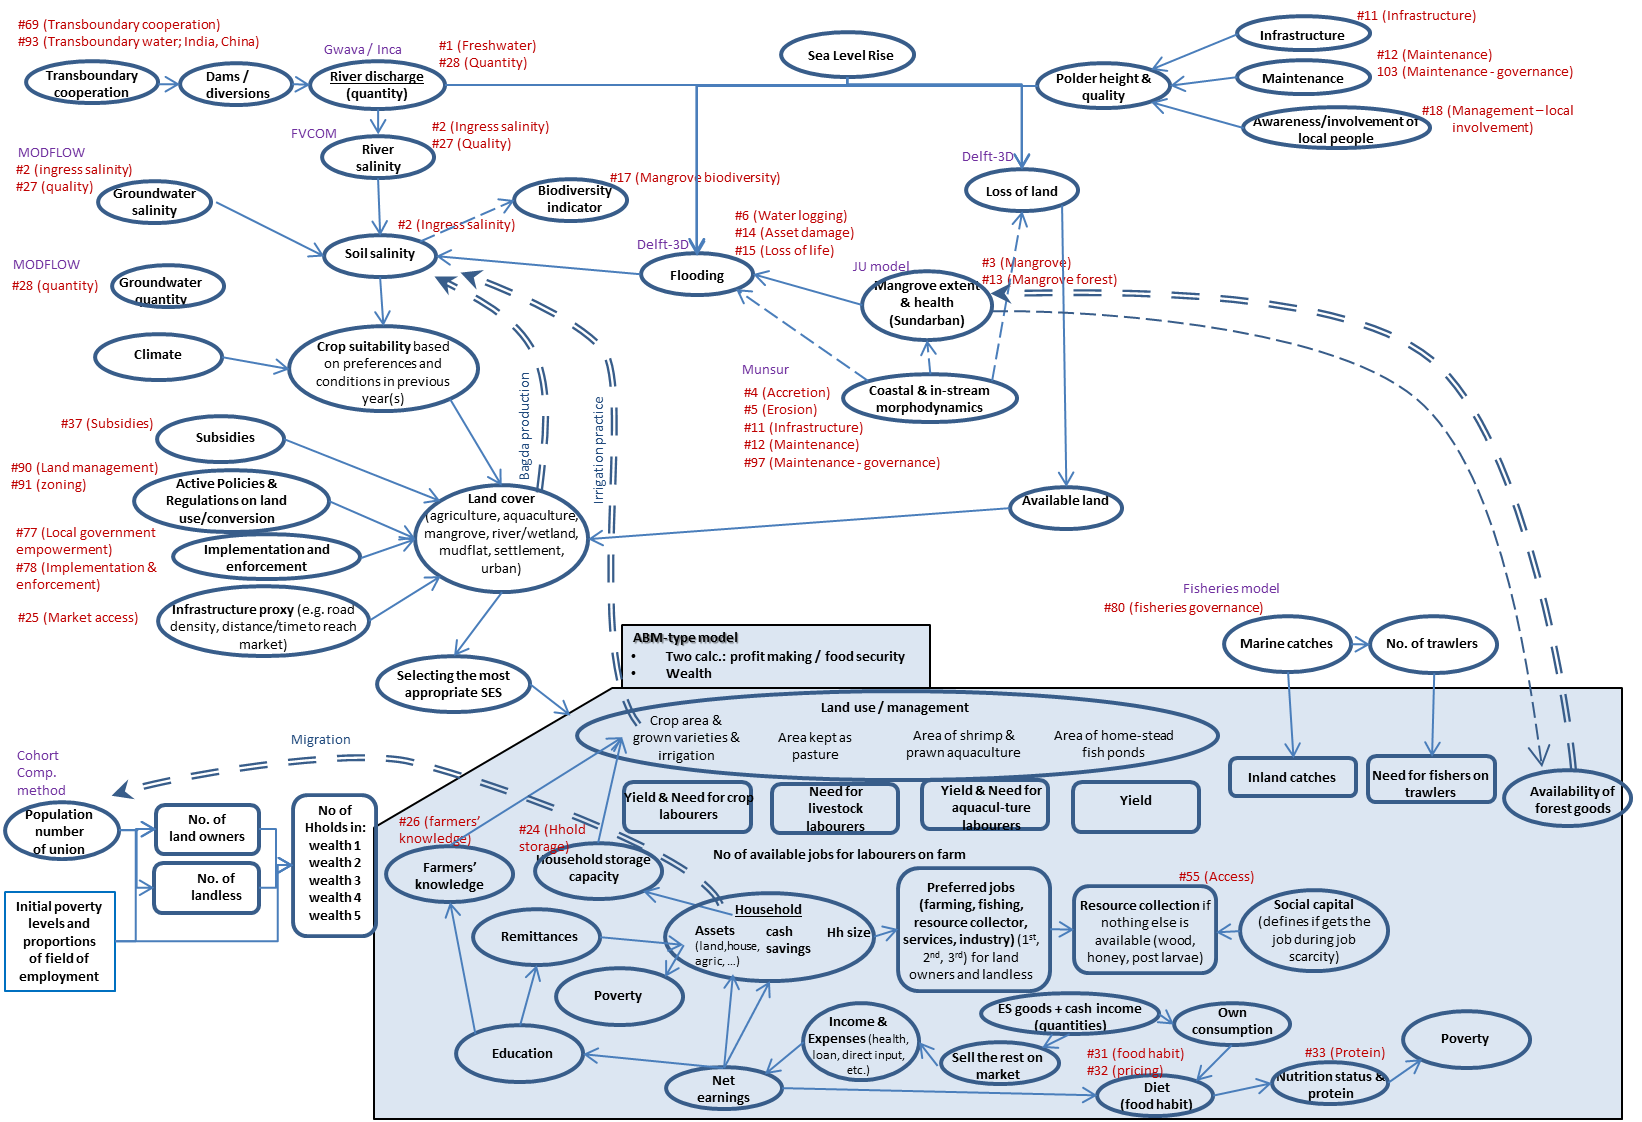 #69 (Transboundary cooperation)
#93 (Transboundary water; India, China)
Transboundary
cooperation
Dams /
diversions
Gwava / Inca
River discharge
(quantity)
#1 (Freshwater)
#28 (Quantity)
Sea Level Rise
Polder height &
quality
#11 (Infrastructure)
Infrastructure
#12 (Maintenance)
103 (Maintenance - governance)
Maintenance
#18 (Management – local
involvement)
Awareness/involvement of
local people
FVCOM
#2 (Ingress salinity)
#27 (Quality)
River
salinity
MODFLOW
#2 (ingress salinity)
#27 (quality)
Groundwater
salinity
#17 (Mangrove biodiversity)
Biodiversity
indicator
Delft-3D
Loss of land
#2 (Ingress salinity)
Soil salinity
#6 (Water logging)
#14 (Asset damage)
#15 (Loss of life)
Delft-3D
Flooding
JU model
#3 (Mangrove)
#13 (Mangrove forest)
Mangrove extent
& health
(Sundarban)
MODFLOW
#28 (quantity)
Groundwater
quantity
Climate
Crop suitability based
on preferences and
conditions in previous
year(s)
Munsur
#4 (Accretion)
#5 (Erosion)
#11 (Infrastructure)
#12 (Maintenance)
#97 (Maintenance - governance)
Coastal & in-stream
morphodynamics
Bagda production
Irrigation practice
#37 (Subsidies)
Subsidies
#90 (Land management)
#91 (zoning)
Active Policies &
Regulations on land
use/conversion
#77 (Local government
empowerment)
#78 (Implementation &
enforcement)
Implementation and
enforcement
#25 (Market access)
Infrastructure proxy (e.g. road
density, distance/time to reach
market)
Land cover
(agriculture, aquaculture,
mangrove, river/wetland,
mudflat, settlement,
urban)
Available land
Selecting the most
appropriate SES
ABM-type model
• Two calc.: profit making / food security
• Wealth
Fisheries model
#80 (fisheries governance)
Marine catches
No. of trawlers
Land use / management
Crop area &
grown varieties &
irrigation
Area kept as
pasture
Area of shrimp &
prawn aquaculture
Area of home-stead
fish ponds
Inland catches
Need for fishers on
trawlers
Availability of
forest goods
Yield & Need for crop
labourers
Need for
livestock
labourers
Yield & Need for
aquacul-ture
labourers
Yield
No of available jobs for labourers on farm
Migration
Cohort
Comp.
method
Population
number
of union
No. of
land owners
No. of
landless
No of
Hholds in:
wealth 1
wealth 2
wealth 3
wealth 4
wealth 5
Initial poverty
levels and
proportions
of field of
employment
#26 (farmers'
knowledge)
Farmers'
knowledge
#24 (Hhold
storage)
Household storage
capacity
Household
Assets
(land,house,
agric, ...)
cash
savings
Hh size
Remittances
Poverty
Education
Net
earnings
Preferred jobs
(farming, fishing,
resource collector,
services, industry) (1st,
2nd, 3rd) for land
owners and landless
#55 (Access)
Resource collection if
nothing else is
available (wood,
honey, post larvae)
Social capital
(defines if gets the
job during job
scarcity)
Income &
Expenses (health,
loan, direct input,
etc.)
ES goods + cash income
(quantities)
Sell the rest on
market
Own
consumption
#31 (food habit)
#32 (pricing)
Diet
(food habit)
#33 (Protein)
Nutrition status &
protein
Poverty